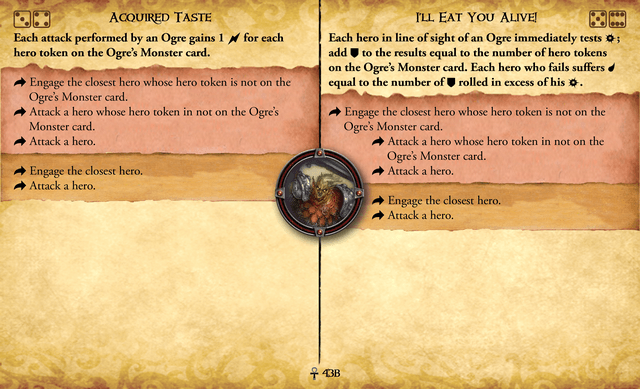 ACQUIRED TASTE
Each attack performed by an Ogre gains 1 for each
hero token on the Ogre's Monster card.
Engage the closest hero whose hero token is not on the
Ogre's Monster card.
Attack a hero whose hero token in not on the Ogre's
Monster card.
Attack a hero.
Engage the closest hero.
Attack a hero.
I'LL EAT YOU ALIVE!
Each hero in line of sight of an Ogre immediately tests ;
add to the results equal to the number of hero tokens
on the Ogre's Monster card. Each hero who fails suffers
equal to the number of rolled in excess of his .
Engage the closest hero whose hero token is not on the
Ogre's Monster card.
Attack a hero whose hero token in not on the
Ogre's Monster card.
Attack a hero.
Engage the closest hero.
Attack a hero.
43B